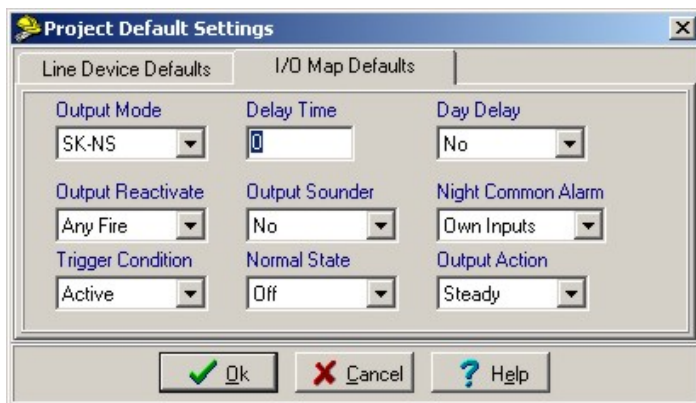 Project Default Settings
Line Device Defaults I/O Map Defaults
Output Mode Delay Time Day Delay
SK-NS 0 No
Output Reactivate Output Sounder Night Common Alarm
Any Fire No Own Inputs
Trigger Condition Normal State Output Action
Active Off Steady
Ok Cancel Help